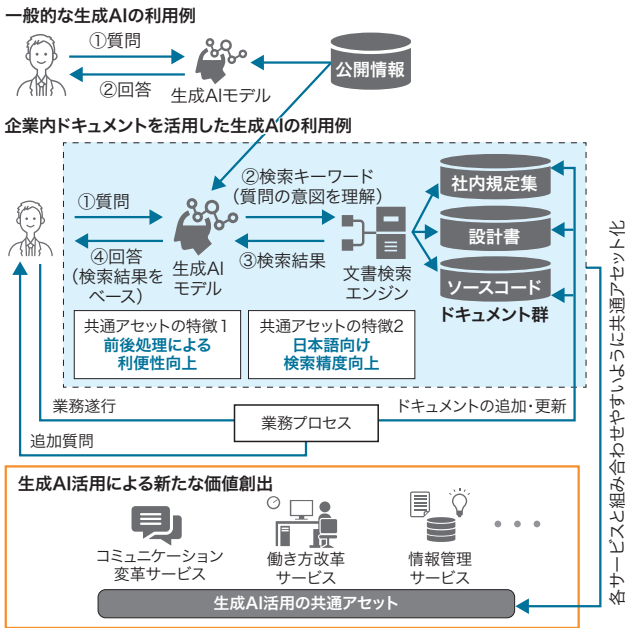 一般的な生成AIの利用例
①質問
②回答
生成AIモデル
公開情報
企業内ドキュメントを活用した生成AIの利用例
①質問
④回答
(検索結果を
ベース)
生成AI
モデル
②検索キーワード
(質問の意図を理解)
③検索結果
文書検索
エンジン
社内規定集
設計書
ソースコード
ドキュメント群
共通アセットの特徴1
前後処理による
利便性向上
共通アセットの特徴2
日本語向け
検索精度向上
業務遂行
追加質問
業務プロセス
ドキュメントの追加・更新
各サービスと組み合わせやすいように共通アセット化
生成AI活用による新たな価値創出
コミュニケーション
変革サービス
働き方改革
サービス
情報管理
サービス
・・・
生成AI活用の共通アセット